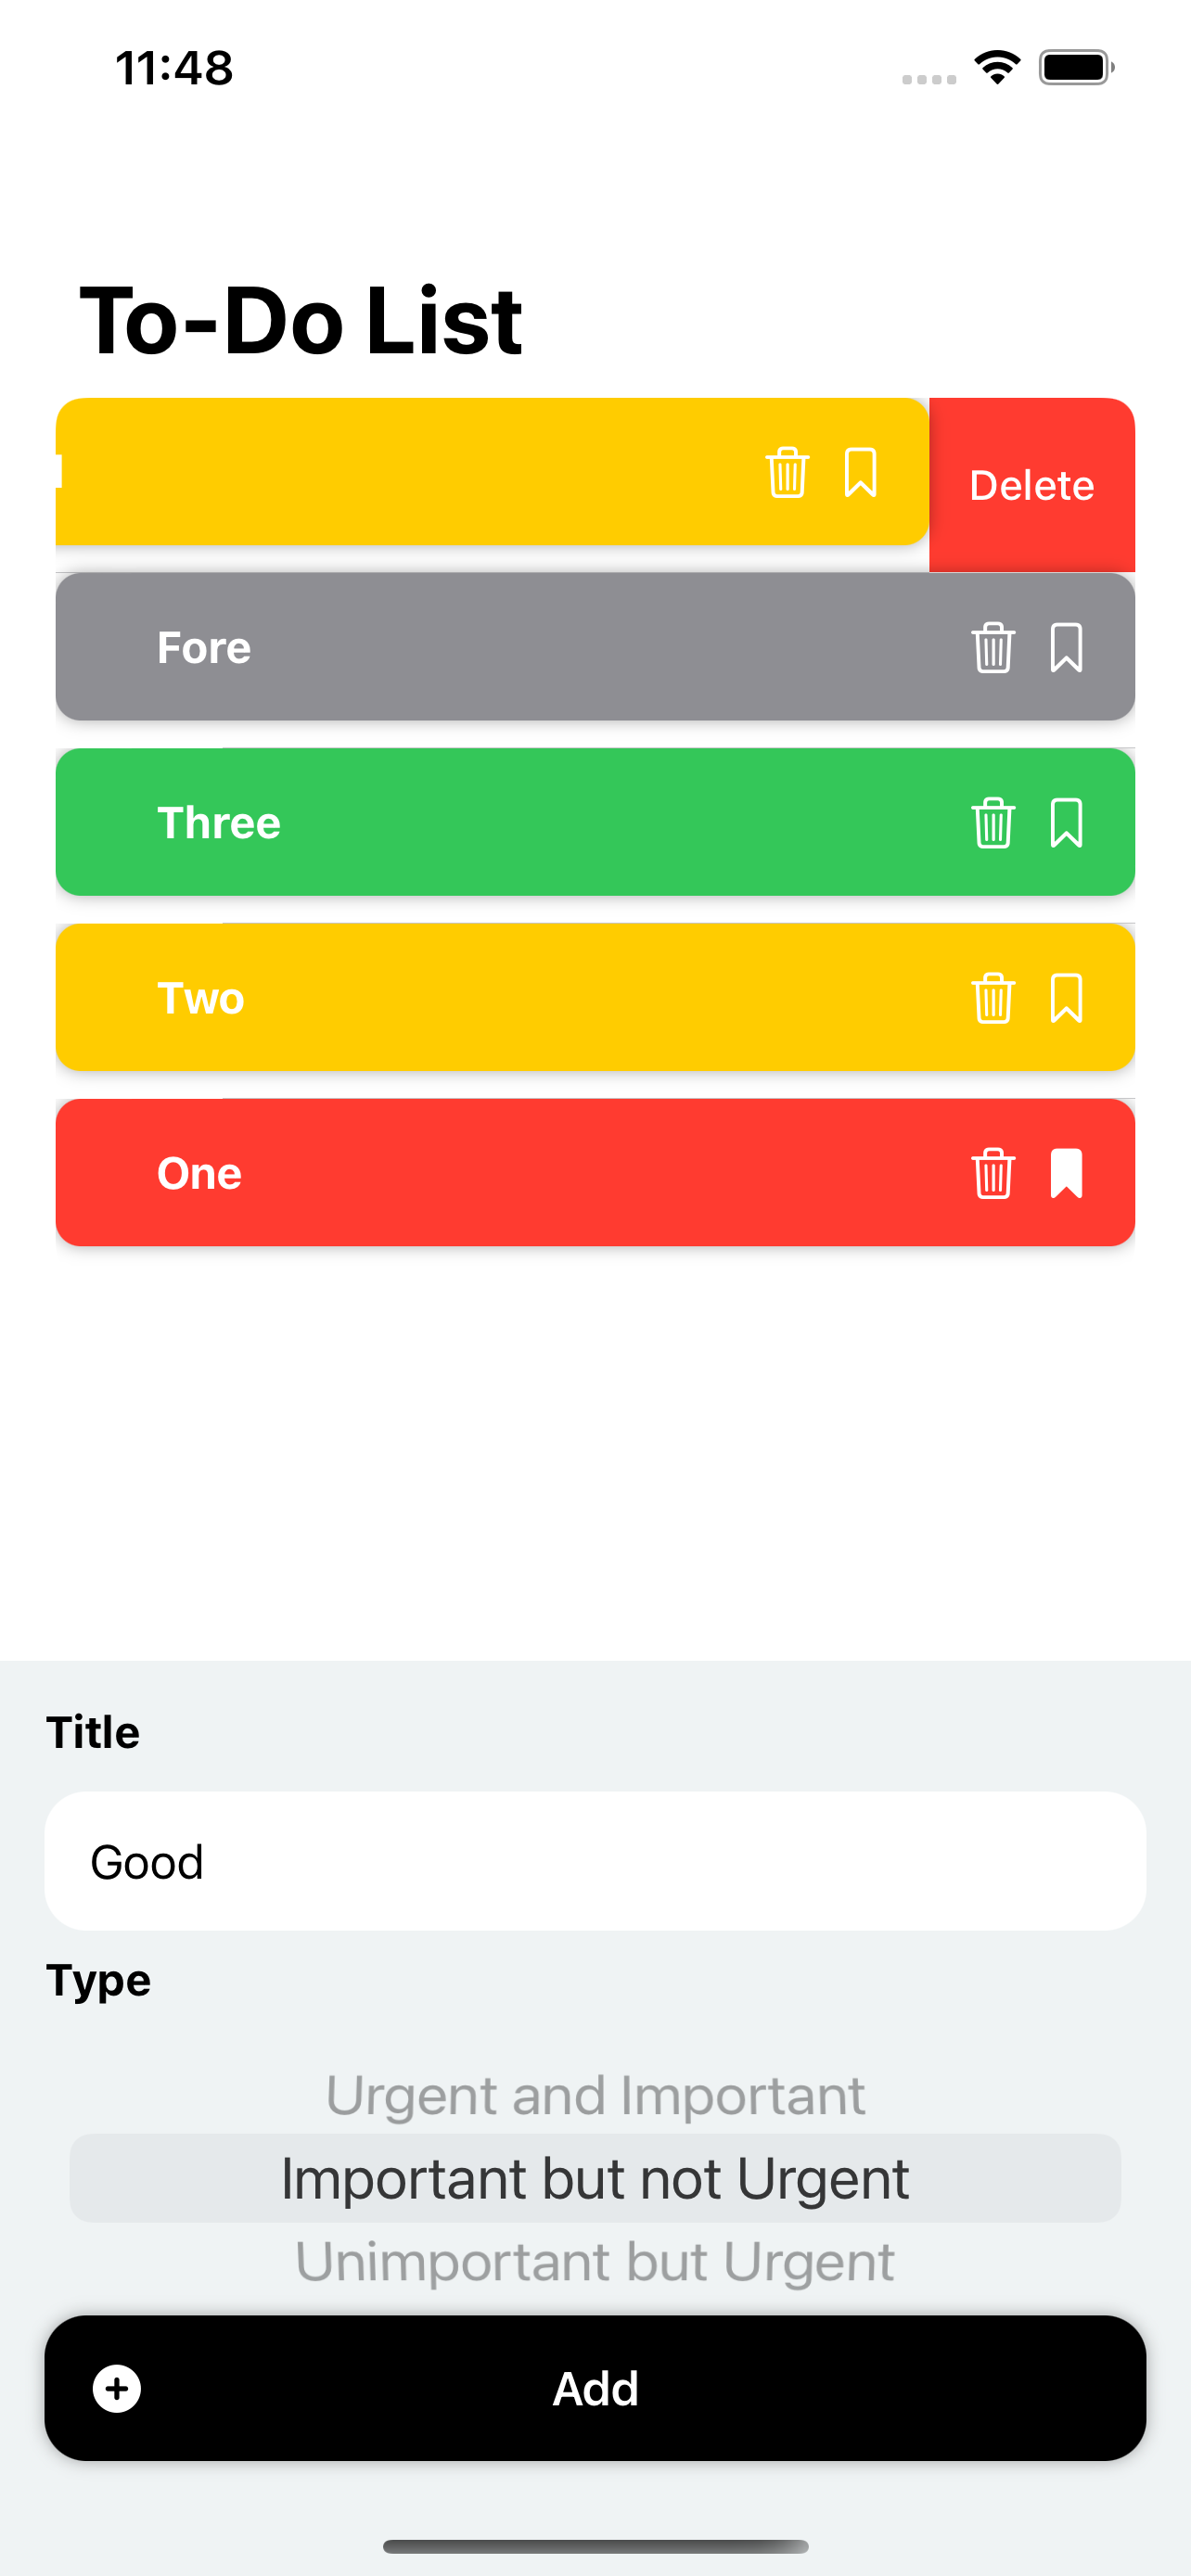 11:48
To-Do List
Delete
Fore
Three
Two
One
Title
Good
Type
Urgent and Important
Important but not Urgent
Unimportant but Urgent
Add